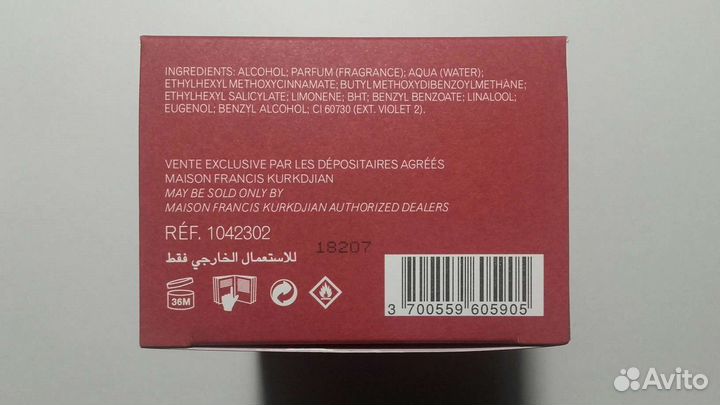 INGREDIENTS: ALCOHOL; PARFUM (FRAGRANCE); AQUA (WATER);
ETHYLHEXYL METHOXYCINNAMATE; BUTYL METHOXYDIBENZOYLMETHÀNE;
ETHYLHEXYL SALICYLATE; LIMONENE; BHT; BENZYL BENZOATE; LINALOOL;
EUGENOL; BENZYL ALCOHOL; CI 60730 (EXT. VIOLET 2).
VENTE EXCLUSIVE PAR LES DÉPOSITAIRES AGRÉÉS
MAISON FRANCIS KURKDJIAN
MAY BE SOLD ONLY BY
MAISON FRANCIS KURKDJIAN AUTHORIZED DEALERS
RÉF. 1042302
18207
للاستعمال الخارجي فقط
36M
3 700559 605905
Avito